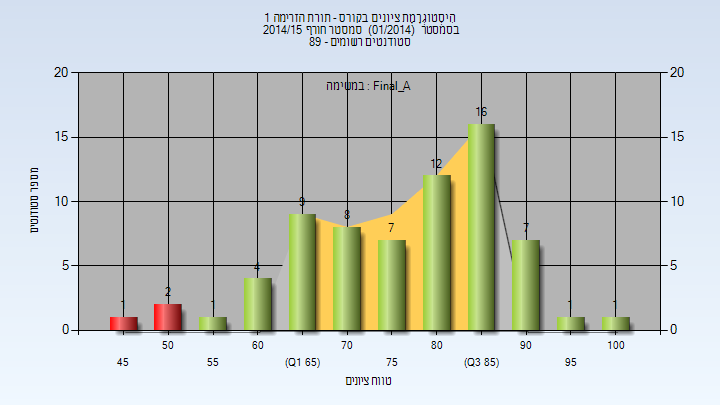 הִיסְטוֹגְרָמַת ציונים בקורס - תורת הזרימה 1
בסמסטר (01/2014) סמסטר חורף 2014/15
סטודנטים רשומים - 89
במשימה : Final_A
מספר סטודנטים
20 20
15 15
10 10
5 5
0 0
1 2 1 4 9 8 7 12 16 7 1 1
45 50 55 60 (Q1 65) 70 75 80 (Q3 85) 90 95 100
טווח ציונים